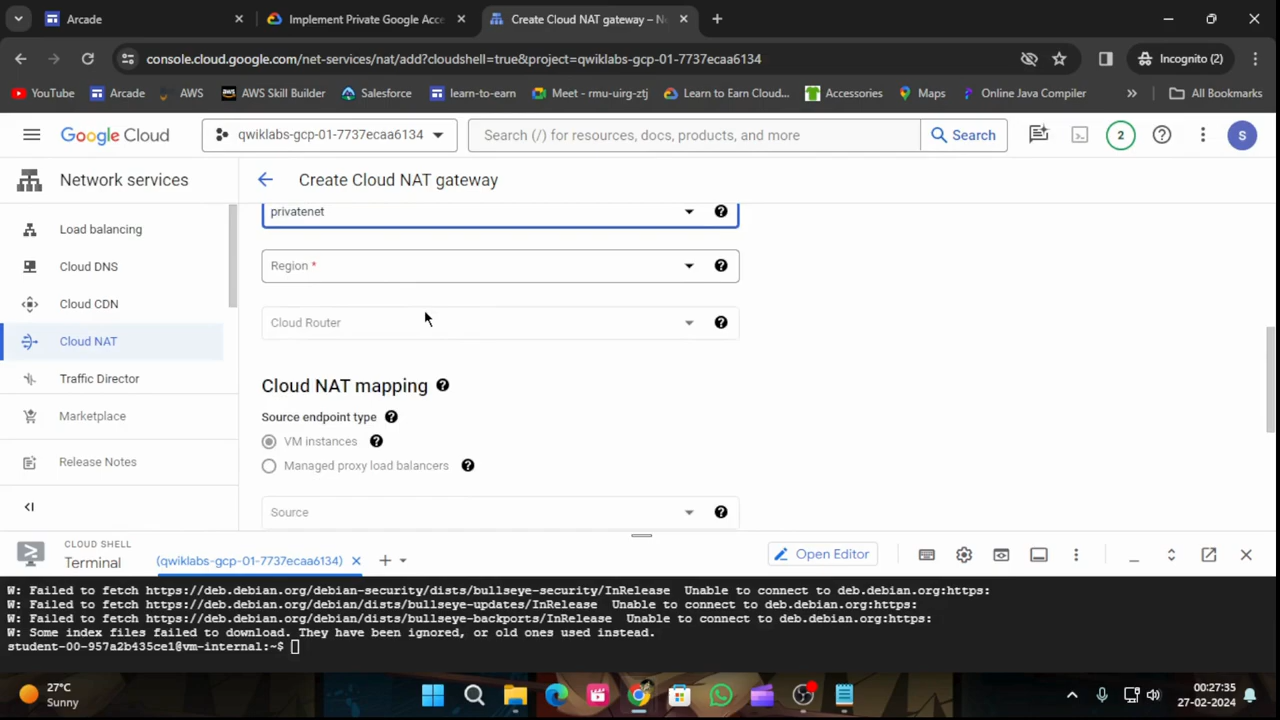 Arcade
Implement Private Google Acce
Create Cloud NAT gateway – Ne
console.cloud.google.com/net-services/nat/add?cloudshell=true&project=qwiklabs-gcp-01-7737ecaa6134
Incognito (2)
YouTube
Arcade
AWS
AWS Skill Builder
Salesforce
learn-to-earn
Meet - rmu-uirg-ztj
Learn to Earn Cloud...
Accessories
Maps
Online Java Compiler
All Bookmarks
Google Cloud
qwiklabs-gcp-01-7737ecaa6134
Search (/) for resources, docs, products, and more
Search
2
S
Network services
Create Cloud NAT gateway
Load balancing
Cloud DNS
Cloud CDN
Cloud NAT
Traffic Director
Marketplace
Release Notes
privatenet
Region *
Cloud Router
Cloud NAT mapping
Source endpoint type
VM instances
Managed proxy load balancers
Source
CLOUD SHELL
Terminal
(qwiklabs-gcp-01-7737ecaa6134)
Open Editor
W: Failed to fetch https://deb.debian.org/debian-security/dists/bullseye-security/InRelease  Unable to connect to deb.debian.org:https:
W: Failed to fetch https://deb.debian.org/debian/dists/bullseye-updates/InRelease  Unable to connect to deb.debian.org:https:
W: Failed to fetch https://deb.debian.org/debian/dists/bullseye-backports/InRelease  Unable to connect to deb.debian.org:https:
W: Some index files failed to download. They have been ignored, or old ones used instead.
student-00-957a2b435ce1@vm-internal:~$
27°C
Sunny
00:27:35
27-02-2024